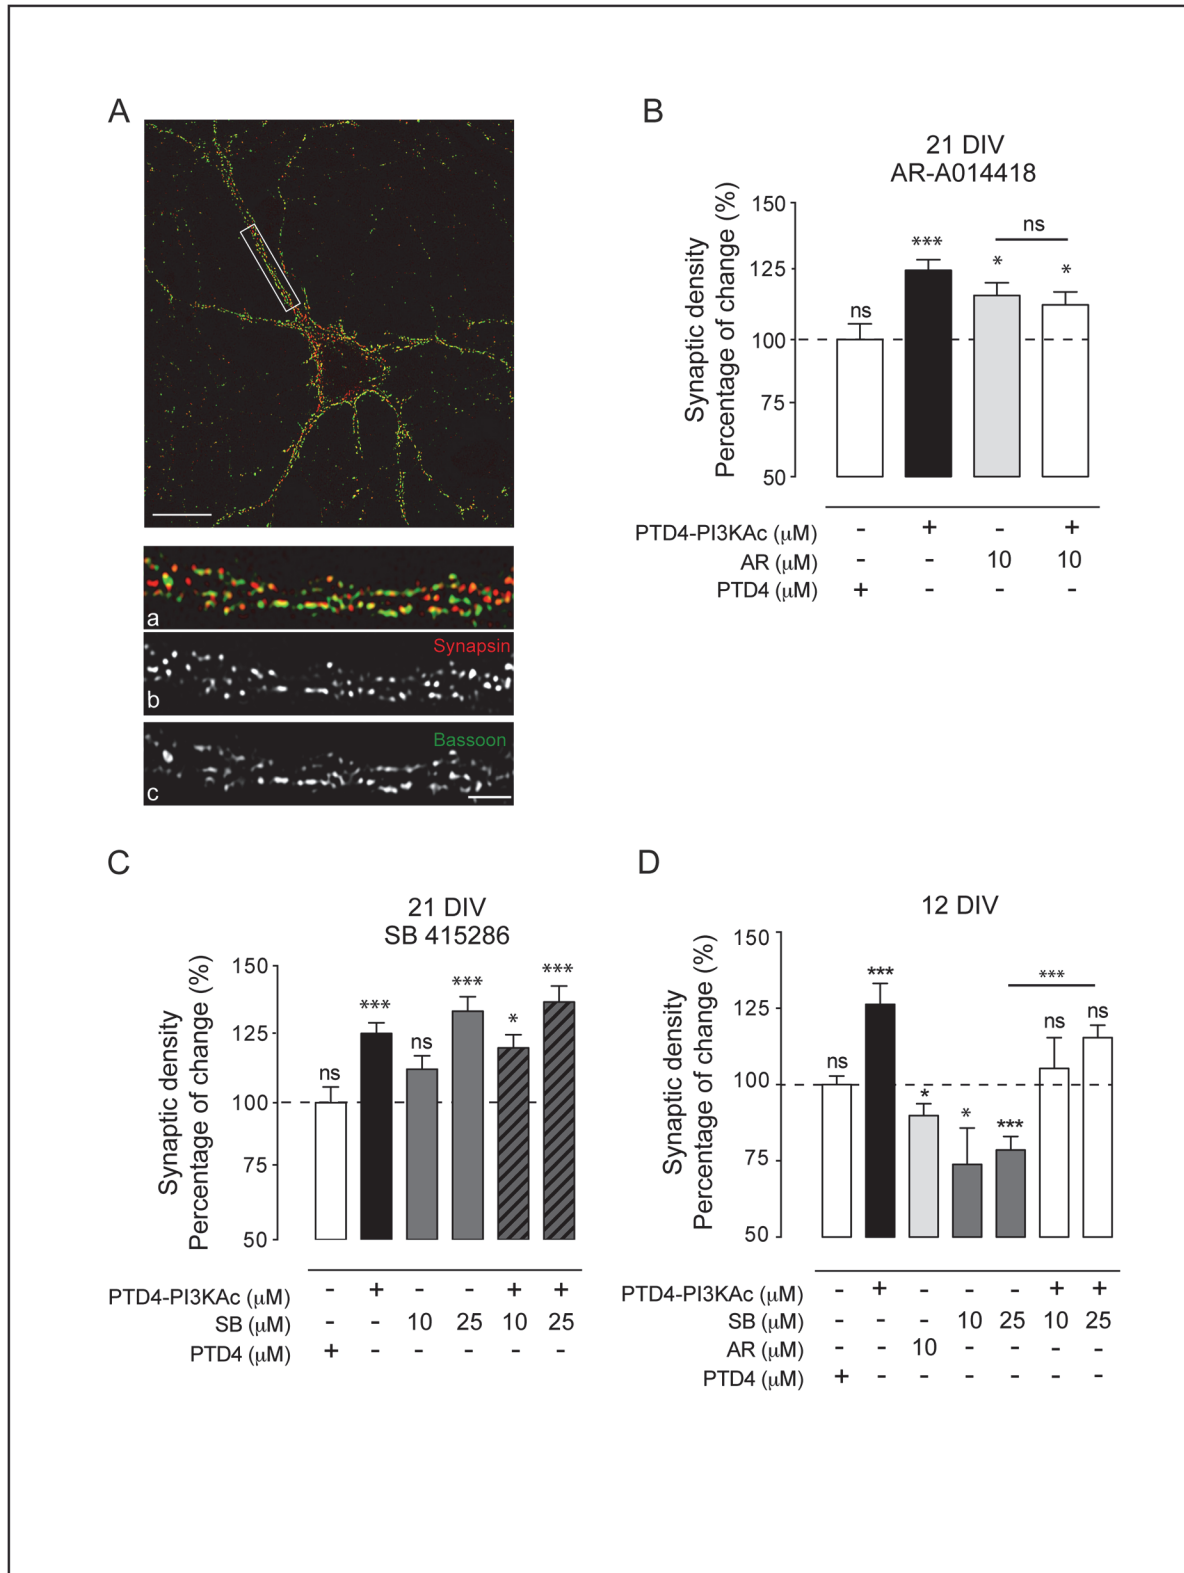 A
a
Synapsin
b
Bassoon
c
B
21 DIV
AR-A014418
Synaptic density
Percentage of change (%)
150
125
100
75
50
ns
***
*
ns
*
PTD4-PI3KAc (μM) - + - +
AR (μM) - - 10 10
PTD4 (μM) + - - -
C
21 DIV
SB 415286
Synaptic density
Percentage of change (%)
150
125
100
75
50
ns
***
ns
***
*
***
PTD4-PI3KAc (μM) - + - - + +
SB (μM) - - 10 25 10 25
PTD4 (μM) + - - - - -
D
12 DIV
Synaptic density
Percentage of change (%)
150
125
100
75
50
ns
***
*
*
***
***
ns
ns
PTD4-PI3KAc (μM) - + - - - + +
SB (μM) - - - 10 25 10 25
AR (μM) - - 10 - - - -
PTD4 (μM) + - - - - - -